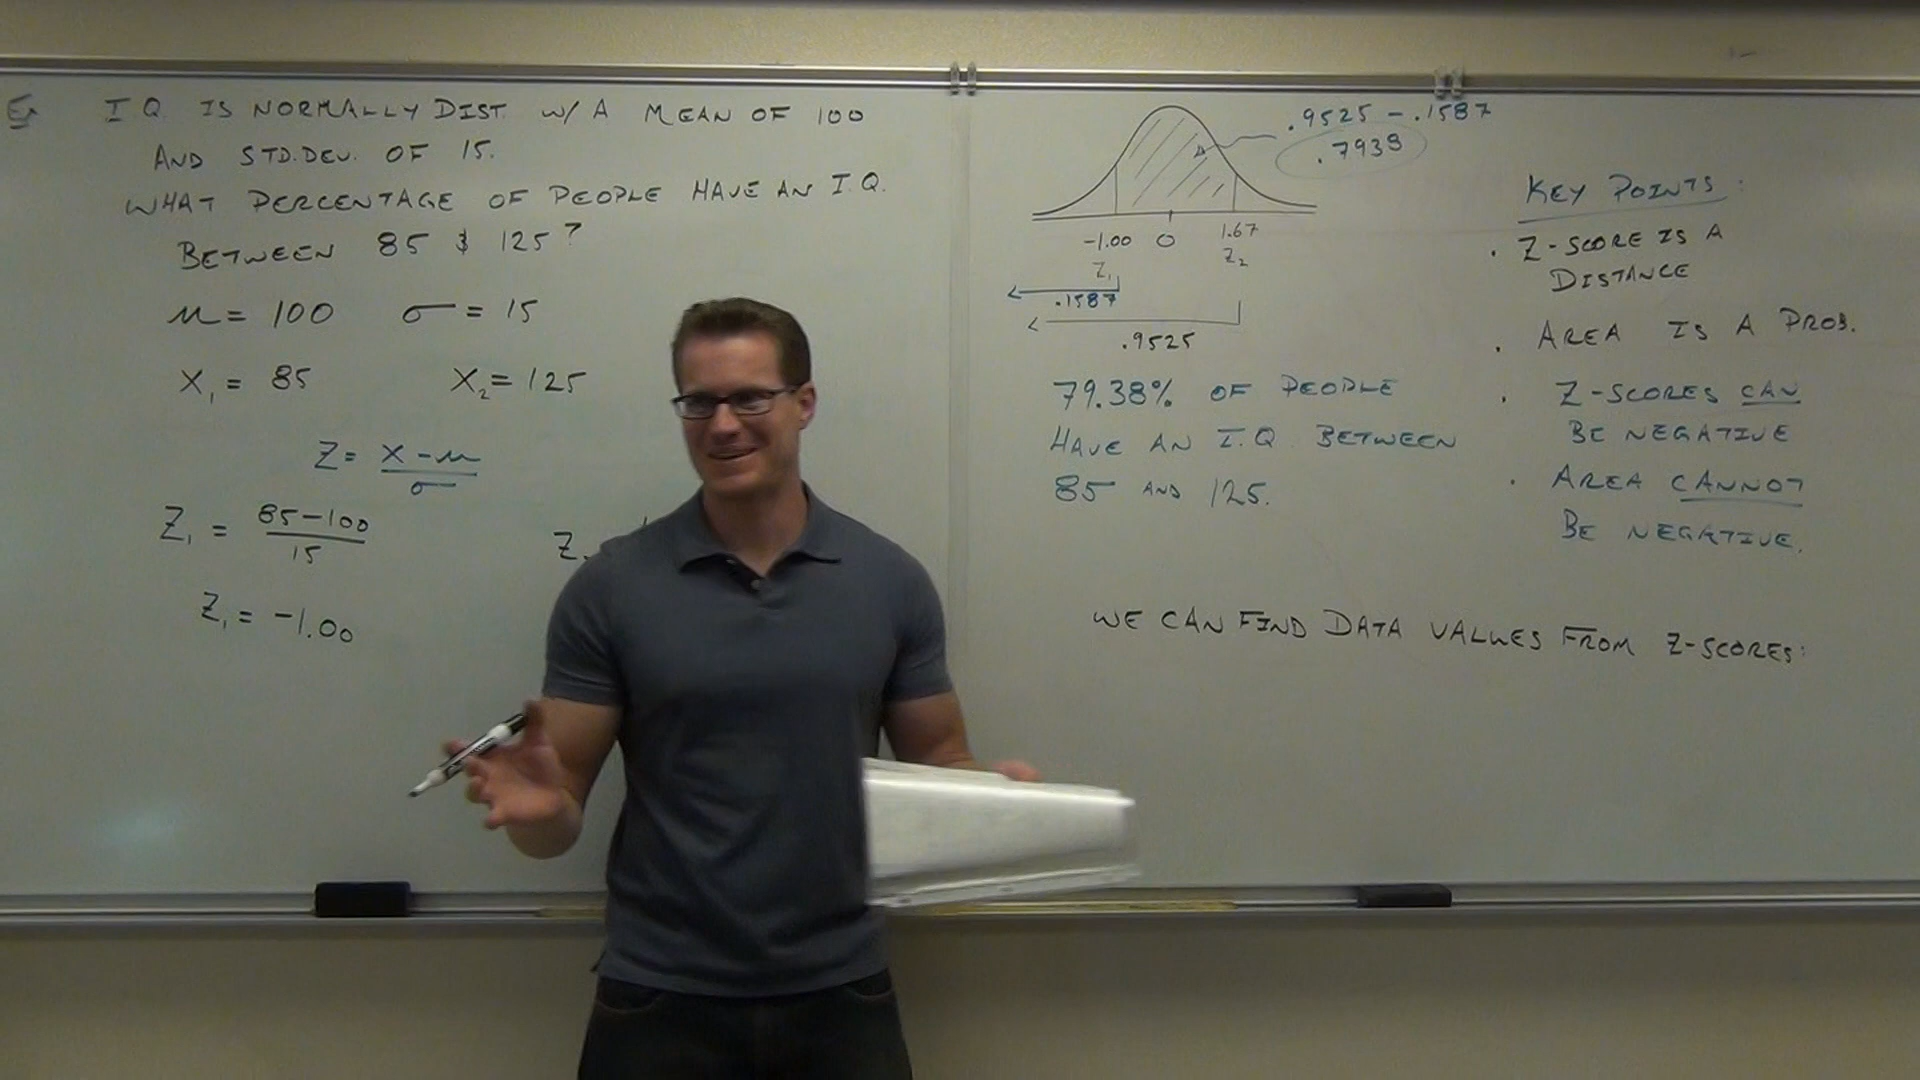 Ex I.Q. IS NORMALLY DIST. W/ A MEAN OF 100
AND STD.DEV. OF 15.
WHAT PERCENTAGE OF PEOPLE HAVE AN I.Q.
BETWEEN 85 & 125?
μ = 100 σ = 15
X₁ = 85 X₂ = 125
Z = (X - μ)/σ
Z₁ = (85 - 100)/15
Z₁ = -1.00
.9525 - .1587
.7938
-1.00 0 1.67
Z₁ Z₂
.1587
.9525
79.38% OF PEOPLE
HAVE AN I.Q. BETWEEN
85 AND 125.
KEY POINTS:
· Z-SCORE IS A
DISTANCE
· AREA IS A PROB.
· Z-SCORES CAN
BE NEGATIVE
· AREA CANNOT
BE NEGATIVE.
WE CAN FIND DATA VALUES FROM Z-SCORES: